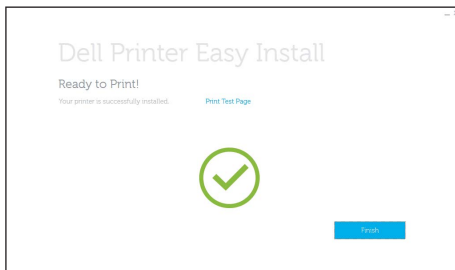 Dell Printer Easy Install
Ready to Print!
Your printer is successfully installed. Print Test Page
Finish